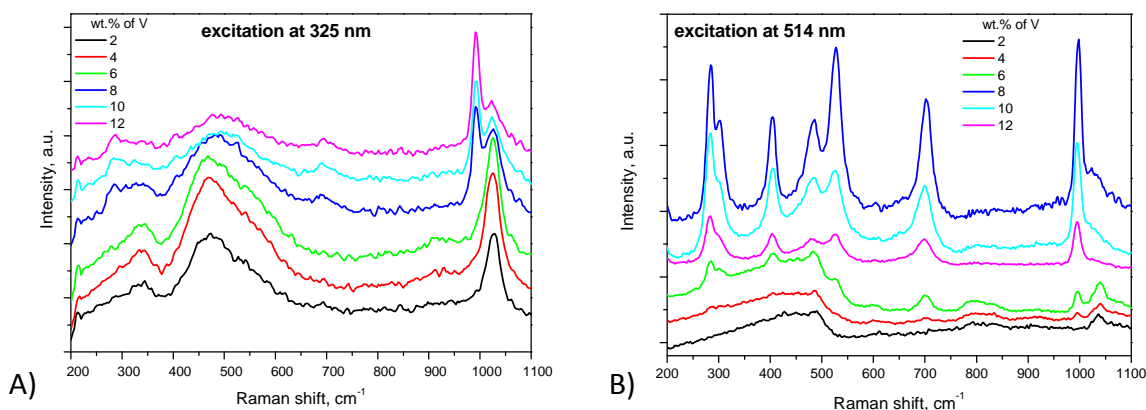 excitation at 325 nm
wt.% of V
2
4
6
8
10
12
Intensity, a.u.
200 300 400 500 600 700 800 900 1000 1100
Raman shift, cm⁻¹
A)
excitation at 514 nm
wt.% of V
2
4
6
8
10
12
Intensity, a.u.
200 300 400 500 600 700 800 900 1000 1100
Raman shift, cm⁻¹
B)